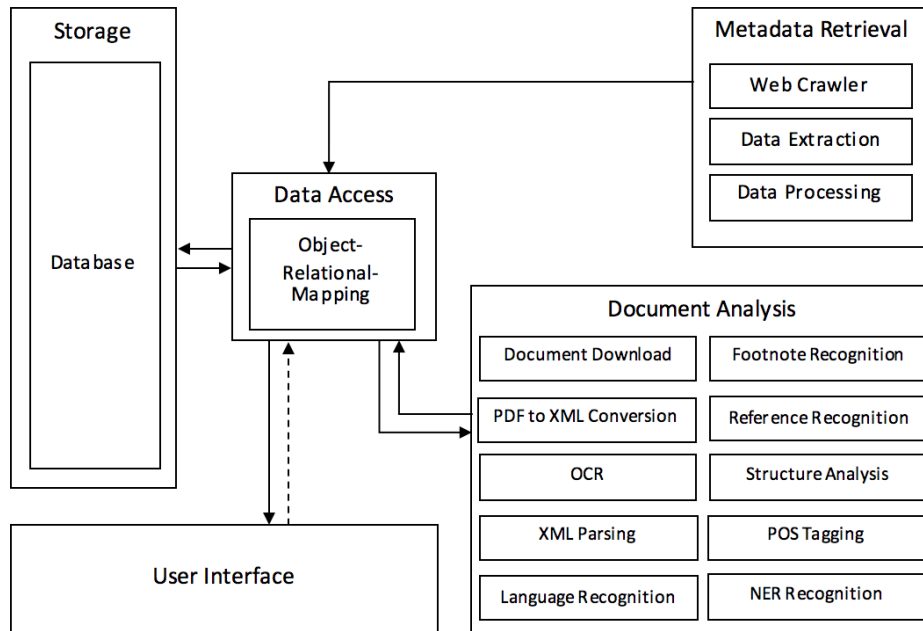 Storage
Database
Metadata Retrieval
Web Crawler
Data Extraction
Data Processing
Data Access
Object-
Relational-
Mapping
Document Analysis
Document Download
Footnote Recognition
PDF to XML Conversion
Reference Recognition
OCR
Structure Analysis
XML Parsing
POS Tagging
Language Recognition
NER Recognition
User Interface